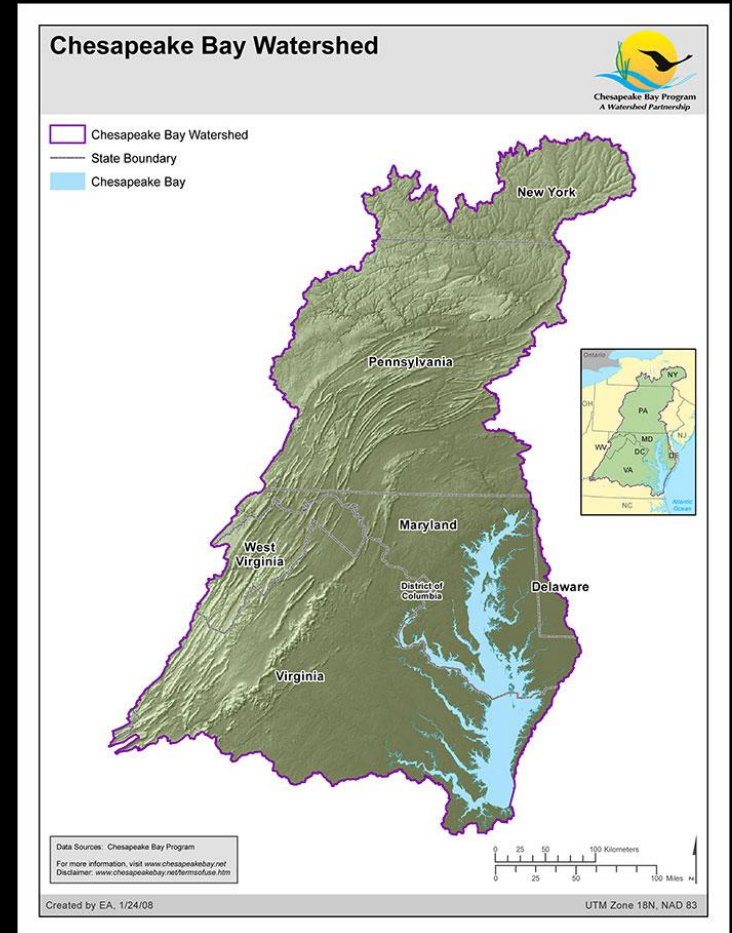 Chesapeake Bay Watershed
Chesapeake Bay Program
A Watershed Partnership
Chesapeake Bay Watershed
State Boundary
Chesapeake Bay
New York
Pennsylvania
Maryland
West
Virginia
District of
Columbia
Delaware
Virginia
Ontario
NY
OH
PA
NJ
MD
WV
DC
DE
VA
Atlantic
Ocean
NC
Data Sources: Chesapeake Bay Program
For more information, visit www.chesapeakebay.net
Disclaimer: www.chesapeakebay.net/termsofuse.htm
0 25 50 100 Kilometers
0 25 50 100 Miles
N
Created by EA, 1/24/08
UTM Zone 18N, NAD 83